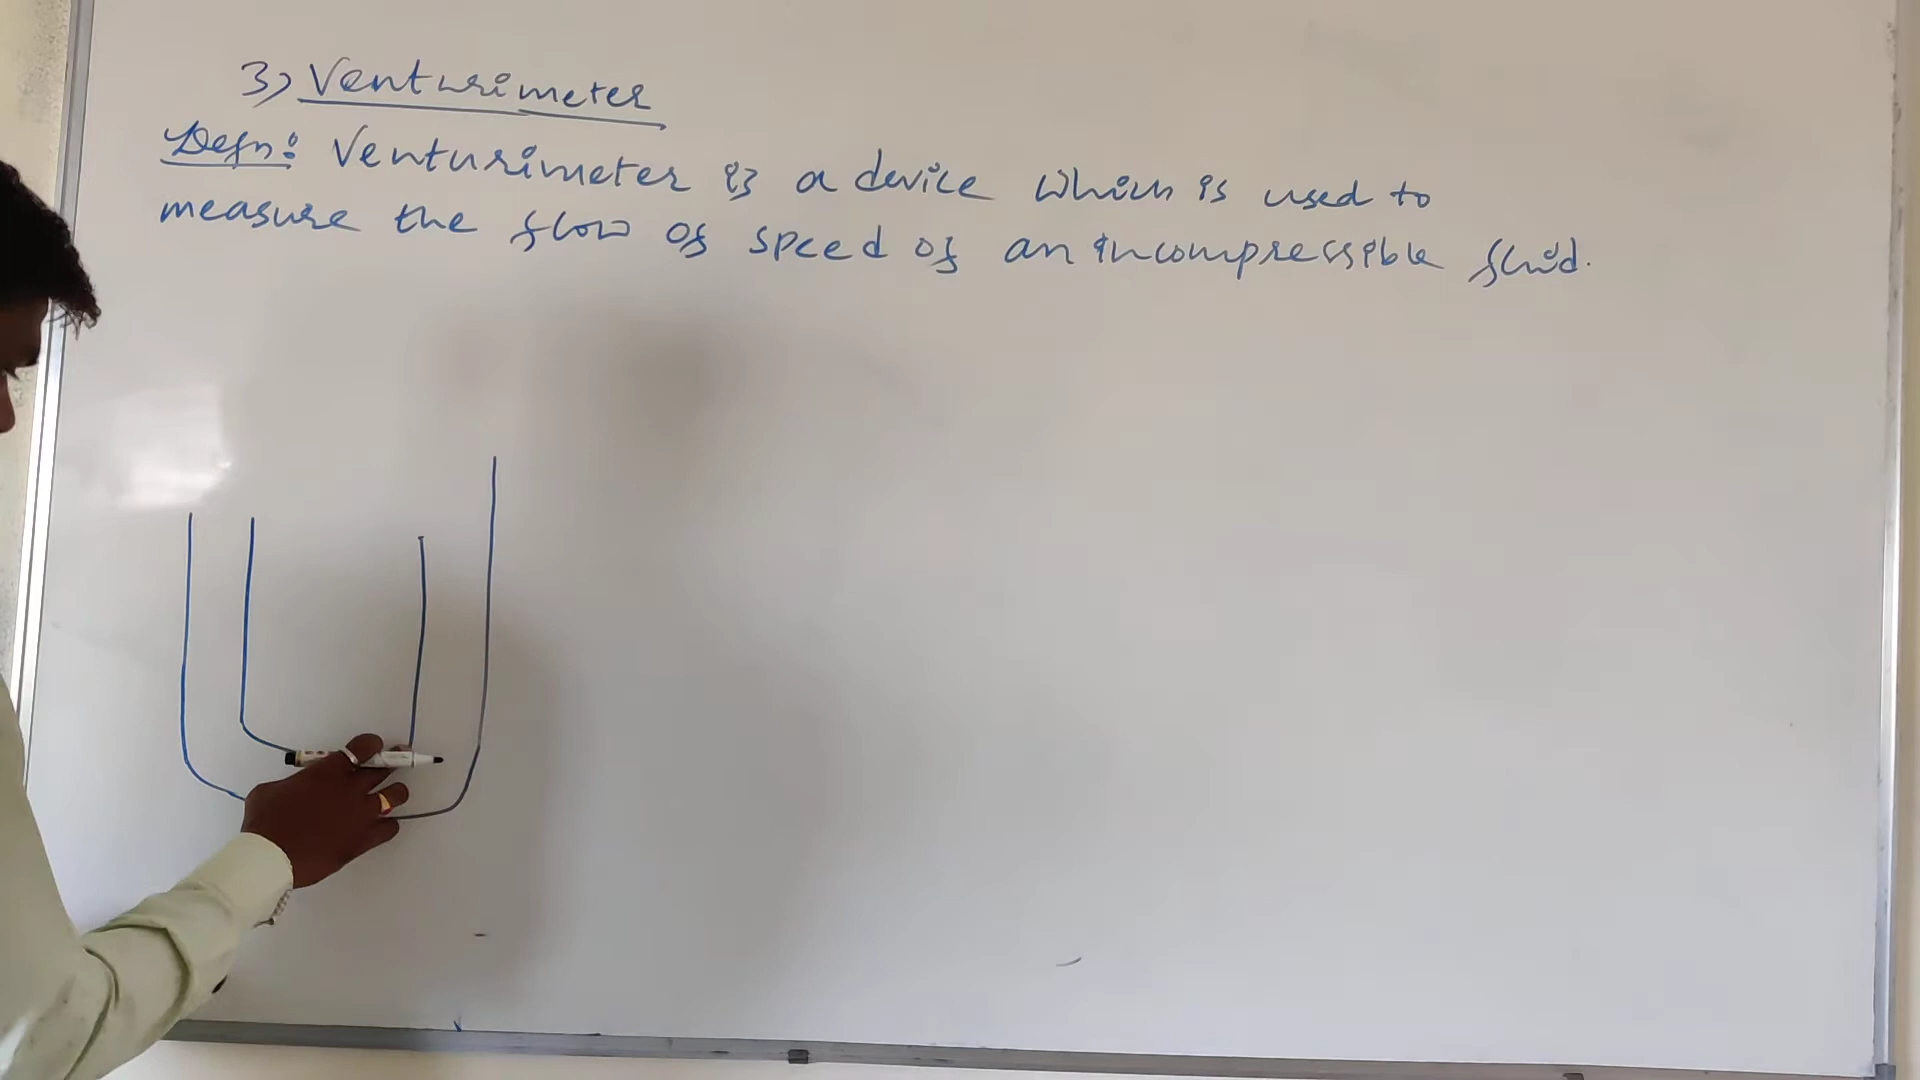 3) Venturimeter
Defn: Venturimeter is a device which is used to
measure the flow of speed of an incompressible fluid.